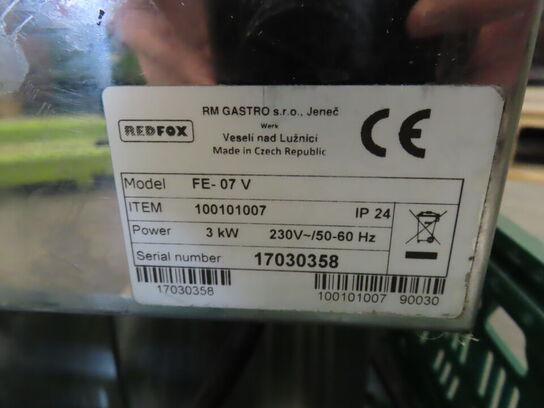 RM GASTRO s.r.o., Jeneč
REDFOX
Werk
Veselí nad Lužnicí
Made in Czech Republic
CE
Model FE- 07 V
ITEM 100101007 IP 24
Power 3 kW 230V~/50-60 Hz
Serial number 17030358
17030358
100101007 90030